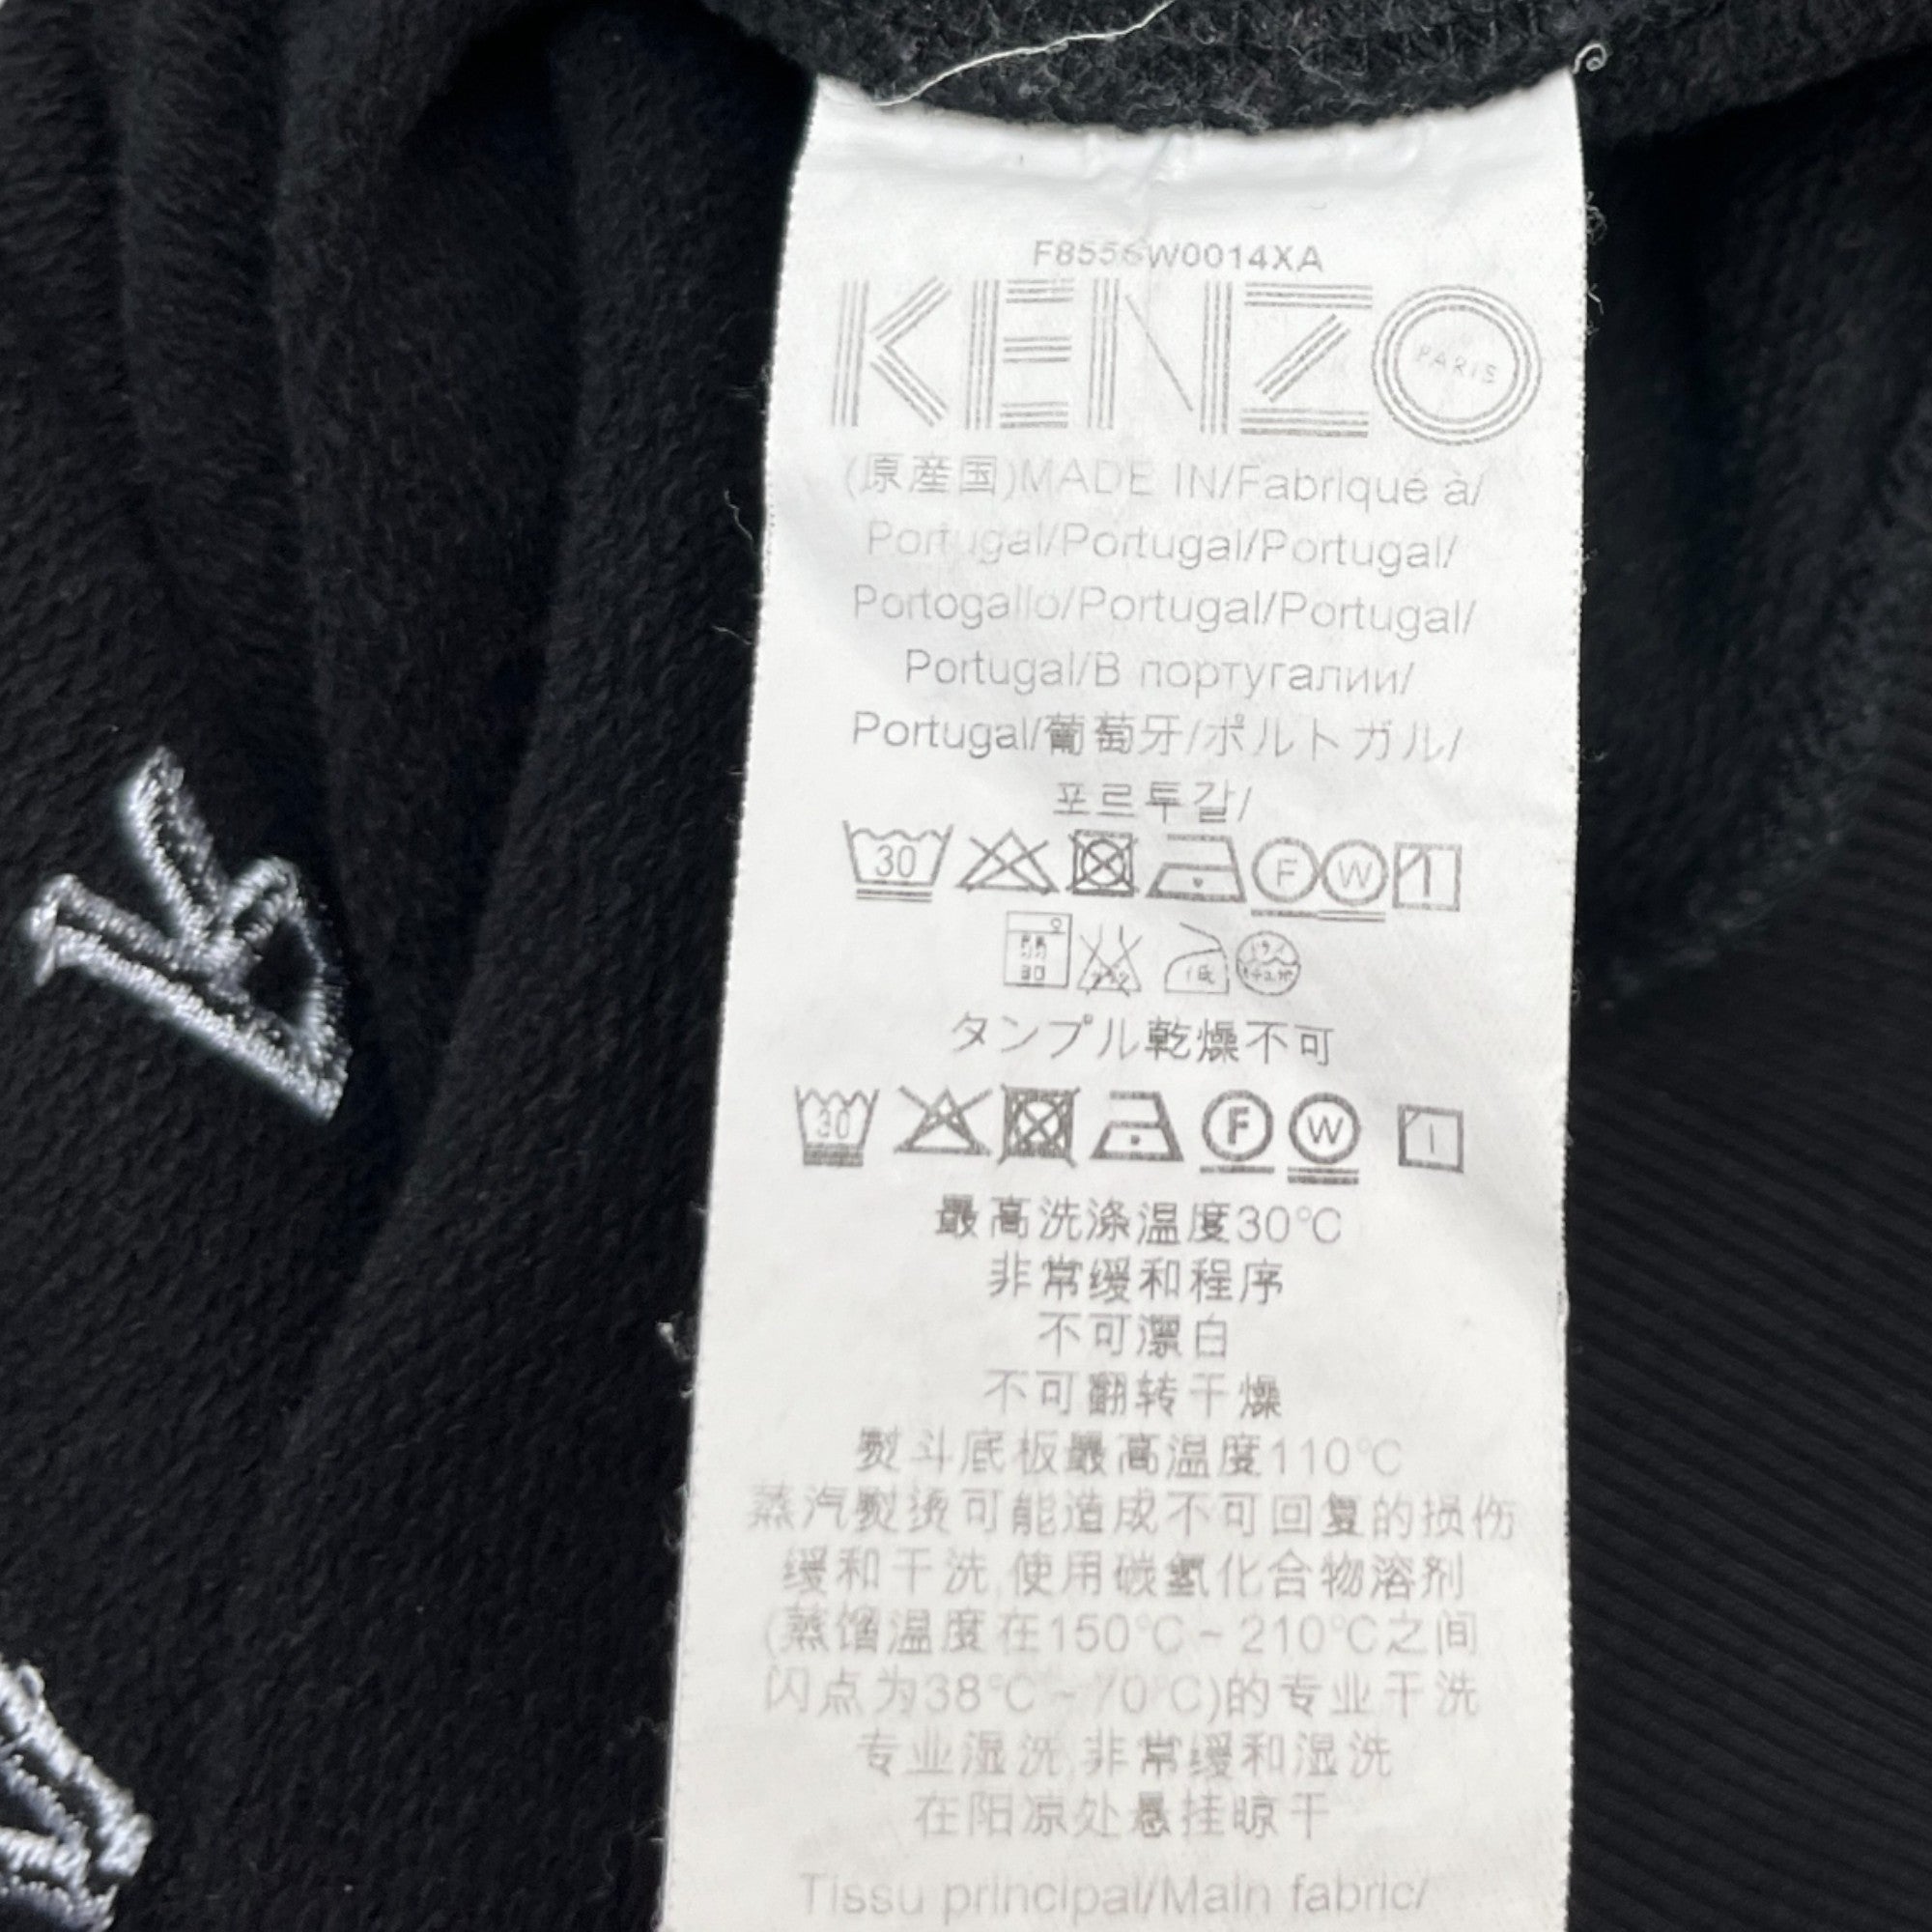 F8556W0014XA
KENZO
PARIS
(原産国)MADE IN/Fabriqué à/
Portugal/Portugal/Portugal/
Portogallo/Portugal/Portugal/
Portugal/В португалии/
Portugal/葡萄牙/ポルトガル/
포르투갈/
30 F W
30
タンブル乾燥不可
30 F W
最高洗涤温度30°C
非常缓和程序
不可漂白
不可翻转干燥
熨斗底板最高温度110°C
蒸汽熨烫可能造成不可回复的损伤
缓和干洗,使用碳氢化合物溶剂
(蒸馏温度在150°C~210°C之间
闪点为38°C~70°C)的专业干洗
专业湿洗,非常缓和湿洗
在阳凉处悬挂晾干
Tissu principal/Main fabric/